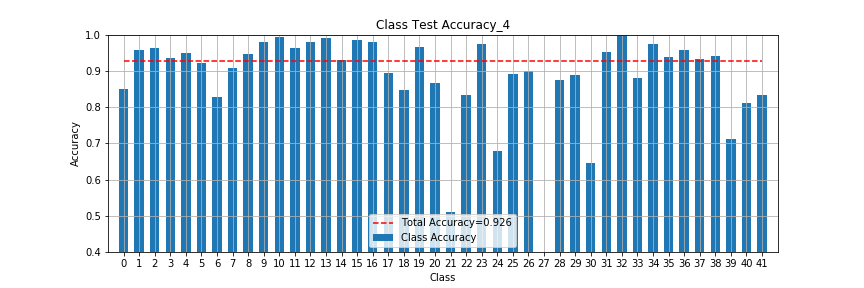 Class Test Accuracy_4
1.0
0.9
0.8
0.7
0.6
0.5
0.4
Accuracy
Total Accuracy=0.926
Class Accuracy
0 1 2 3 4 5 6 7 8 9 10 11 12 13 14 15 16 17 18 19 20 21 22 23 24 25 26 27 28 29 30 31 32 33 34 35 36 37 38 39 40 41
Class